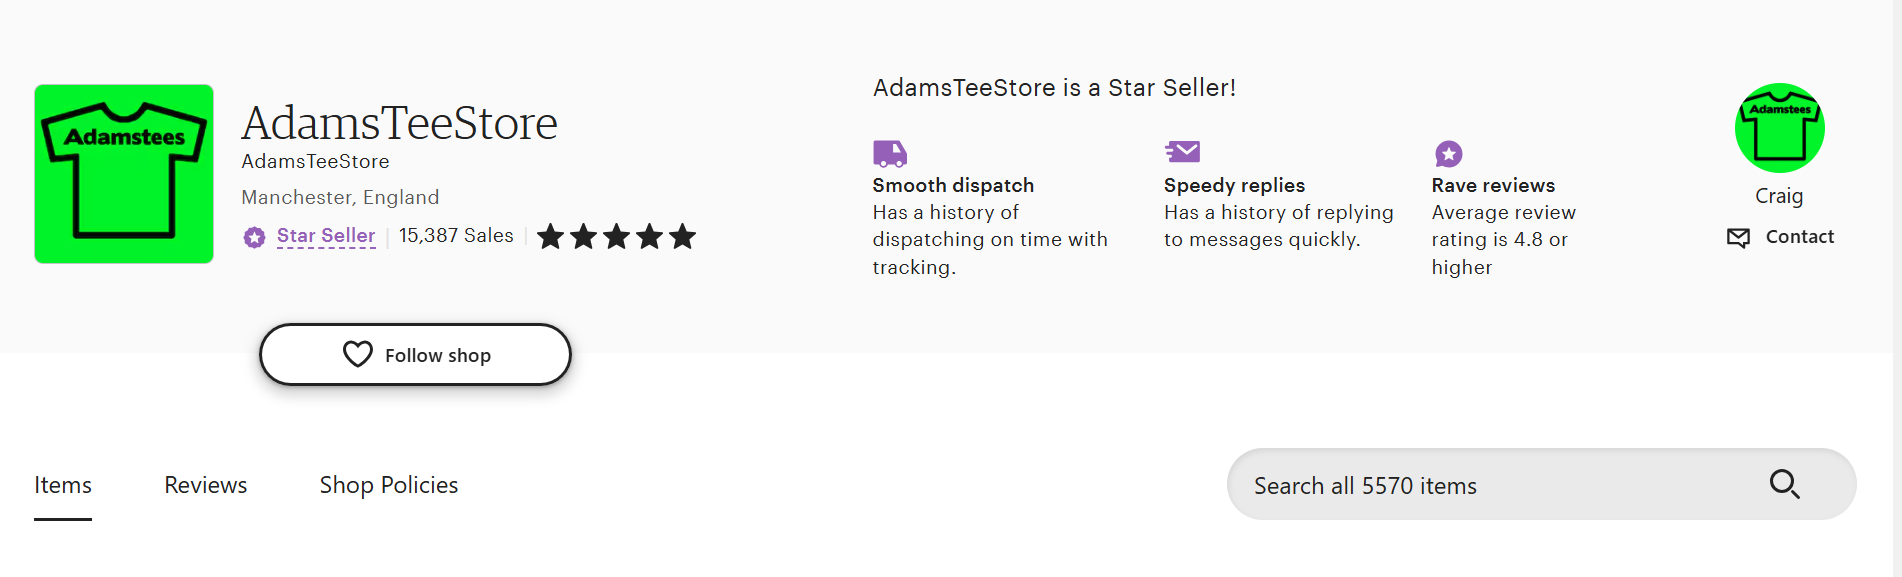 Adamstees
AdamsTeeStore
AdamsTeeStore
Manchester, England
Star Seller
15,387 Sales
Follow shop
AdamsTeeStore is a Star Seller!
Smooth dispatch
Has a history of
dispatching on time with
tracking.
Speedy replies
Has a history of replying
to messages quickly.
Rave reviews
Average review
rating is 4.8 or
higher
Adamstees
Craig
Contact
Items
Reviews
Shop Policies
Search all 5570 items